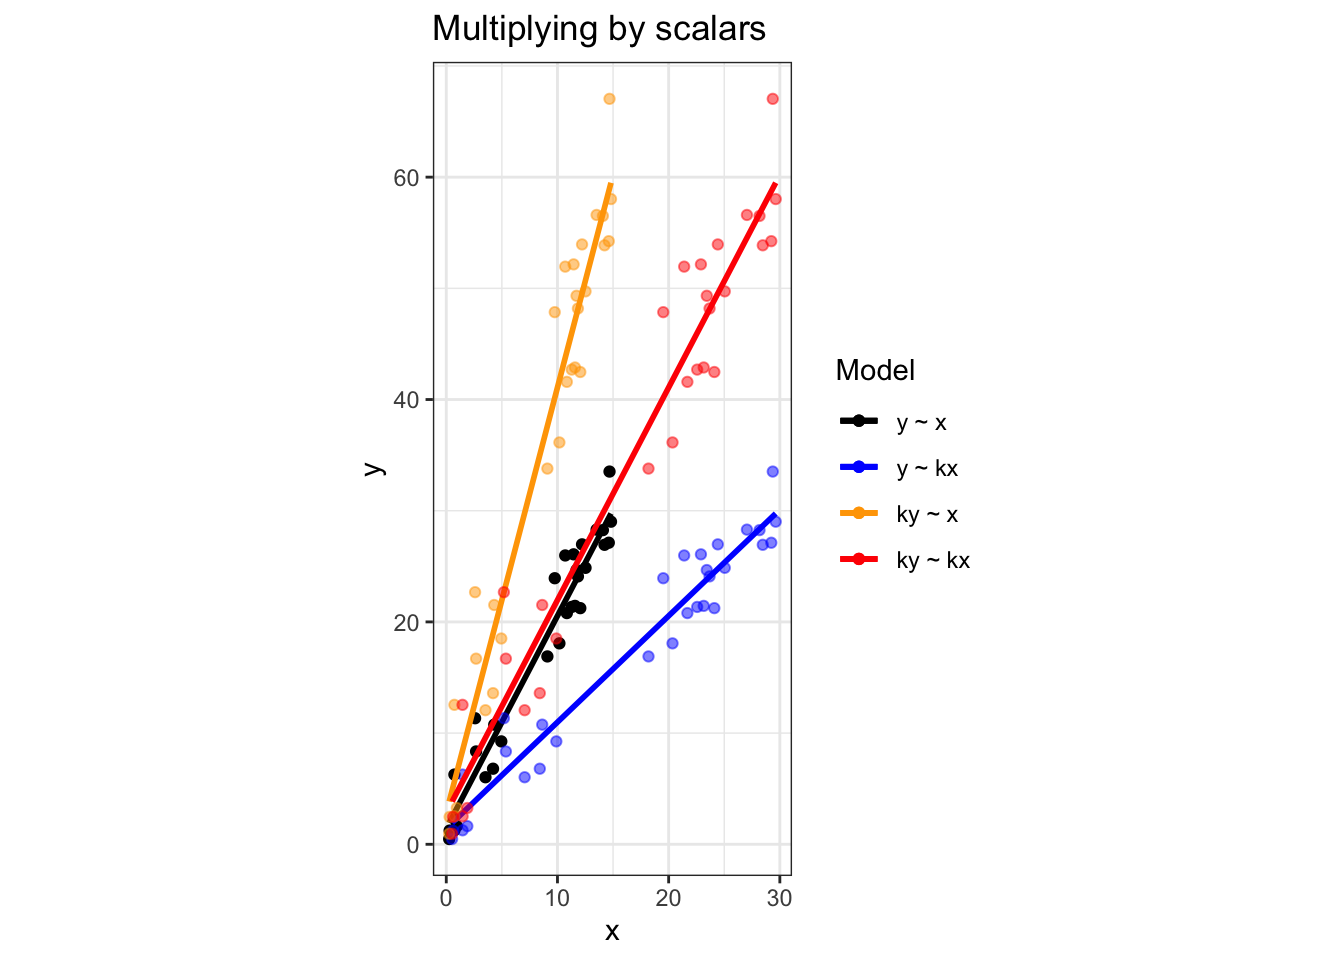 Multiplying by scalars
60
40
20
0
0 10 20 30
x
y
Model
y ~ x
y ~ kx
ky ~ x
ky ~ kx